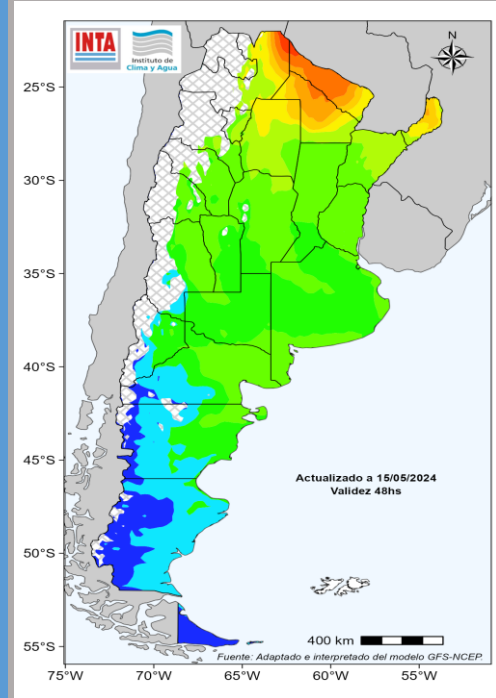 INTA
Instituto de
Clima y Agua
N
25°S
30°S
35°S
40°S
45°S
50°S
55°S
Actualizado a 15/05/2024
Validez 48hs
400 km
Fuente: Adaptado e interpretado del modelo GFS-NCEP.
75°W 70°W 65°W 60°W 55°W